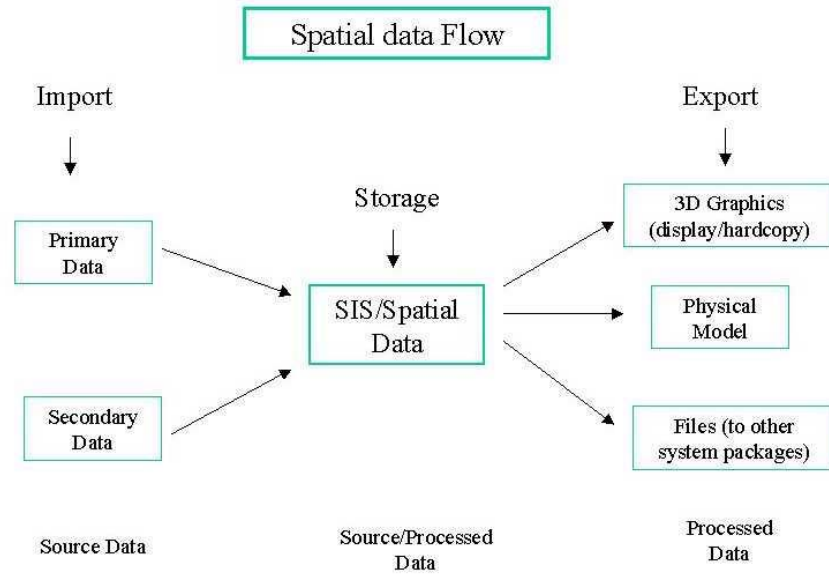 Spatial data Flow
Import
Export
Storage
Primary
Data
Secondary
Data
SIS/Spatial
Data
3D Graphics
(display/hardcopy)
Physical
Model
Files (to other
system packages)
Source Data
Source/Processed
Data
Processed
Data